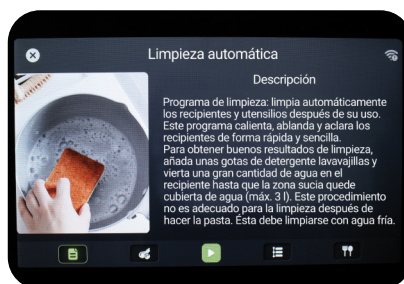 Limpieza automática
Descripción
Programa de limpieza: limpia automáticamente
los recipientes y utensilios después de su uso.
Este programa calienta, ablanda y aclara los
recipientes de forma rápida y sencilla.
Para obtener buenos resultados de limpieza,
añada unas gotas de detergente lavavajillas y
vierta una gran cantidad de agua en el
recipiente hasta que la zona sucia quede
cubierta de agua (máx. 3 l). Este procedimiento
no es adecuado para la limpieza después de
hacer la pasta. Esta debe limpiarse con agua fría.